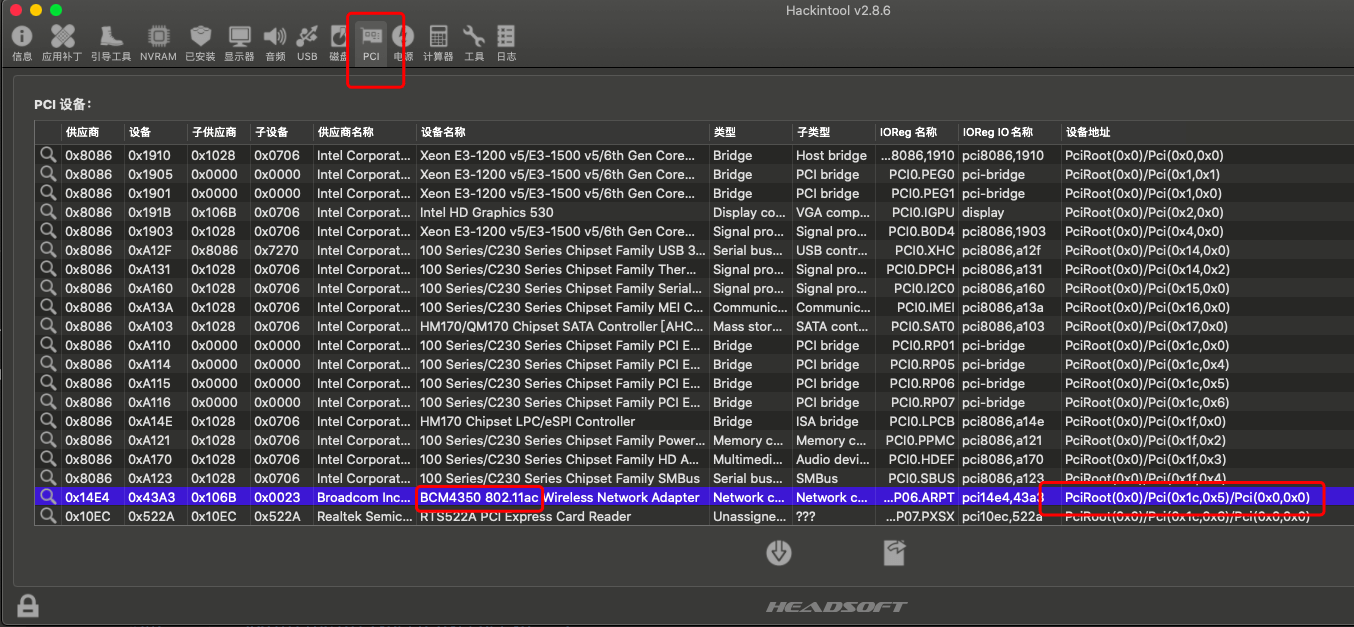 Hackintool v2.8.6
信息 应用补丁 引导工具 NVRAM 已安装 显示器 音频 USB 磁盘 PCI 电源 计算器 工具 日志
PCI 设备：
供应商 设备 子供应商 子设备 供应商名称 设备名称 类型 子类型 IOReg 名称 IOReg IO 名称 设备地址
0x8086 0x1910 0x1028 0x0706 Intel Corporat... Xeon E3-1200 v5/E3-1500 v5/6th Gen Core... Bridge Host bridge ...8086,1910 pci8086,1910 PciRoot(0x0)/Pci(0x0,0x0)
0x8086 0x1905 0x0000 0x0000 Intel Corporat... Xeon E3-1200 v5/E3-1500 v5/6th Gen Core... Bridge PCI bridge PCI0.PEG0 pci-bridge PciRoot(0x0)/Pci(0x1,0x1)
0x8086 0x1901 0x0000 0x0000 Intel Corporat... Xeon E3-1200 v5/E3-1500 v5/6th Gen Core... Bridge PCI bridge PCI0.PEG1 pci-bridge PciRoot(0x0)/Pci(0x1,0x0)
0x8086 0x191B 0x106B 0x0706 Intel Corporat... Intel HD Graphics 530 Display co... VGA comp... PCI0.IGPU display PciRoot(0x0)/Pci(0x2,0x0)
0x8086 0x1903 0x1028 0x0706 Intel Corporat... Xeon E3-1200 v5/E3-1500 v5/6th Gen Core... Signal pro... Signal pro... PCI0.B0D4 pci8086,1903 PciRoot(0x0)/Pci(0x4,0x0)
0x8086 0xA12F 0x8086 0x7270 Intel Corporat... 100 Series/C230 Series Chipset Family USB 3... Serial bus... USB contr... PCI0.XHC pci8086,a12f PciRoot(0x0)/Pci(0x14,0x0)
0x8086 0xA131 0x1028 0x0706 Intel Corporat... 100 Series/C230 Series Chipset Family Ther... Signal pro... Signal pro... PCI0.DPCH pci8086,a131 PciRoot(0x0)/Pci(0x14,0x2)
0x8086 0xA160 0x1028 0x0706 Intel Corporat... 100 Series/C230 Series Chipset Family Serial... Signal pro... Signal pro... PCI0.I2C0 pci8086,a160 PciRoot(0x0)/Pci(0x15,0x0)
0x8086 0xA13A 0x1028 0x0706 Intel Corporat... 100 Series/C230 Series Chipset Family MEI C... Communic... Communic... PCI0.IMEI pci8086,a13a PciRoot(0x0)/Pci(0x16,0x0)
0x8086 0xA103 0x1028 0x0706 Intel Corporat... HM170/QM170 Chipset SATA Controller [AHC... Mass stor... SATA cont... PCI0.SAT0 pci8086,a103 PciRoot(0x0)/Pci(0x17,0x0)
0x8086 0xA110 0x0000 0x0000 Intel Corporat... 100 Series/C230 Series Chipset Family PCI E... Bridge PCI bridge PCI0.RP01 pci-bridge PciRoot(0x0)/Pci(0x1c,0x0)
0x8086 0xA114 0x0000 0x0000 Intel Corporat... 100 Series/C230 Series Chipset Family PCI E... Bridge PCI bridge PCI0.RP05 pci-bridge PciRoot(0x0)/Pci(0x1c,0x4)
0x8086 0xA115 0x0000 0x0000 Intel Corporat... 100 Series/C230 Series Chipset Family PCI E... Bridge PCI bridge PCI0.RP06 pci-bridge PciRoot(0x0)/Pci(0x1c,0x5)
0x8086 0xA116 0x0000 0x0000 Intel Corporat... 100 Series/C230 Series Chipset Family PCI E... Bridge PCI bridge PCI0.RP07 pci-bridge PciRoot(0x0)/Pci(0x1c,0x6)
0x8086 0xA14E 0x1028 0x0706 Intel Corporat... HM170 Chipset LPC/eSPI Controller Bridge ISA bridge PCI0.LPCB pci8086,a14e PciRoot(0x0)/Pci(0x1f,0x0)
0x8086 0xA121 0x1028 0x0706 Intel Corporat... 100 Series/C230 Series Chipset Family Power... Memory c... Memory c... PCI0.PPMC pci8086,a121 PciRoot(0x0)/Pci(0x1f,0x2)
0x8086 0xA170 0x1028 0x0706 Intel Corporat... 100 Series/C230 Series Chipset Family HD A... Multimedi... Audio devi... PCI0.HDEF pci8086,a170 PciRoot(0x0)/Pci(0x1f,0x3)
0x8086 0xA123 0x1028 0x0706 Intel Corporat... 100 Series/C230 Series Chipset Family SMBus Serial bus... SMBus PCI0.SBUS pci8086,a123 PciRoot(0x0)/Pci(0x1f,0x4)
0x14E4 0x43A3 0x106B 0x0023 Broadcom Inc... BCM4350 802.11ac Wireless Network Adapter Network c... Network c... ...P06.ARPT pci14e4,43a3 PciRoot(0x0)/Pci(0x1c,0x5)/Pci(0x0,0x0)
0x10EC 0x522A 0x10EC 0x522A Realtek Semic... RTS522A PCI Express Card Reader Unassigne... ??? ...P07.PXSX pci10ec,522a PciRoot(0x0)/Pci(0x1c,0x6)/Pci(0x0,0x0)
HEADSOFT